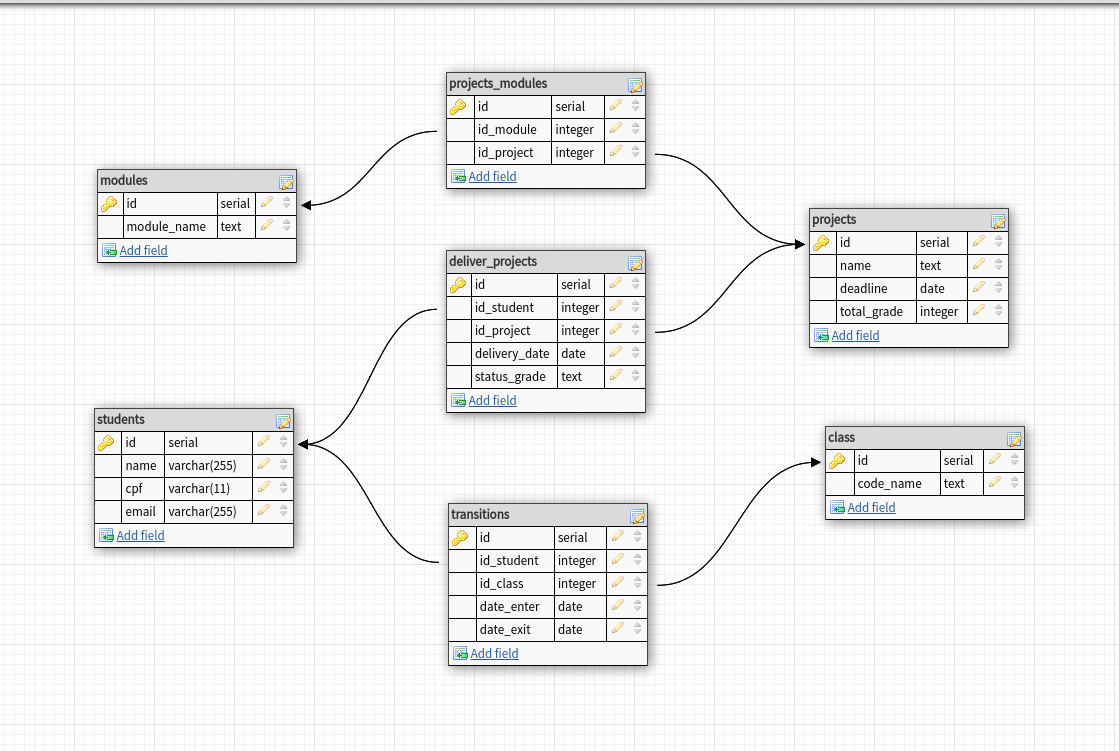 projects_modules
id serial
id_module integer
id_project integer
Add field
modules
id serial
module_name text
Add field
projects
id serial
name text
deadline date
total_grade integer
Add field
deliver_projects
id serial
id_student integer
id_project integer
delivery_date date
status_grade text
Add field
students
id serial
name varchar(255)
cpf varchar(11)
email varchar(255)
Add field
class
id serial
code_name text
Add field
transitions
id serial
id_student integer
id_class integer
date_enter date
date_exit date
Add field